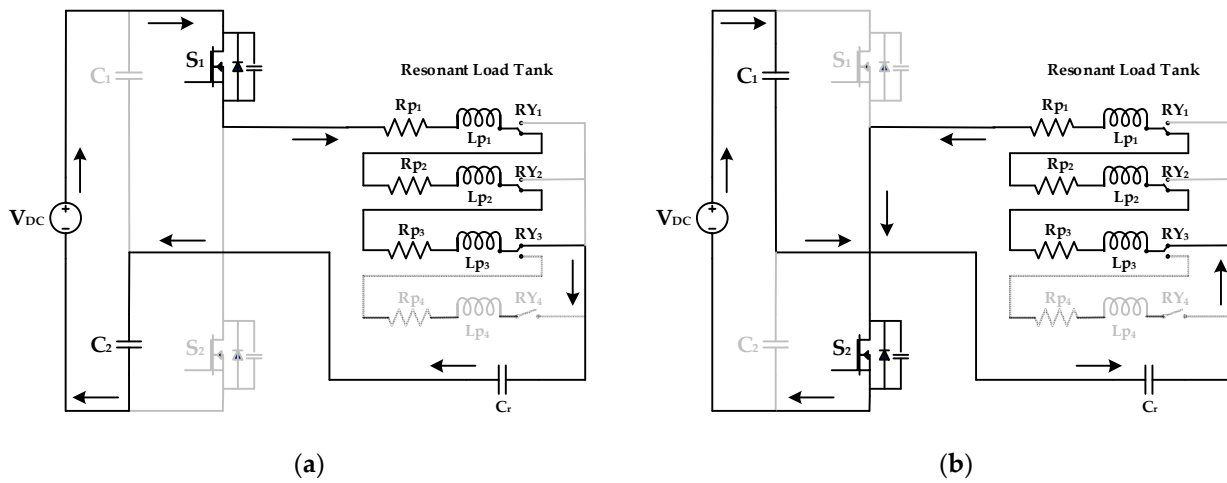 C₁
S₁
Resonant Load Tank
Rp₁
RY₁
Lp₁
Rp₂
RY₂
Lp₂
VDC
+
−
Rp₃
RY₃
Lp₃
Rp₄
RY₄
Lp₄
C₂
S₂
Cr
(a)
C₁
S₁
Resonant Load Tank
Rp₁
RY₁
Lp₁
Rp₂
RY₂
Lp₂
VDC
+
−
Rp₃
RY₃
Lp₃
Rp₄
RY₄
Lp₄
C₂
S₂
Cr
(b)